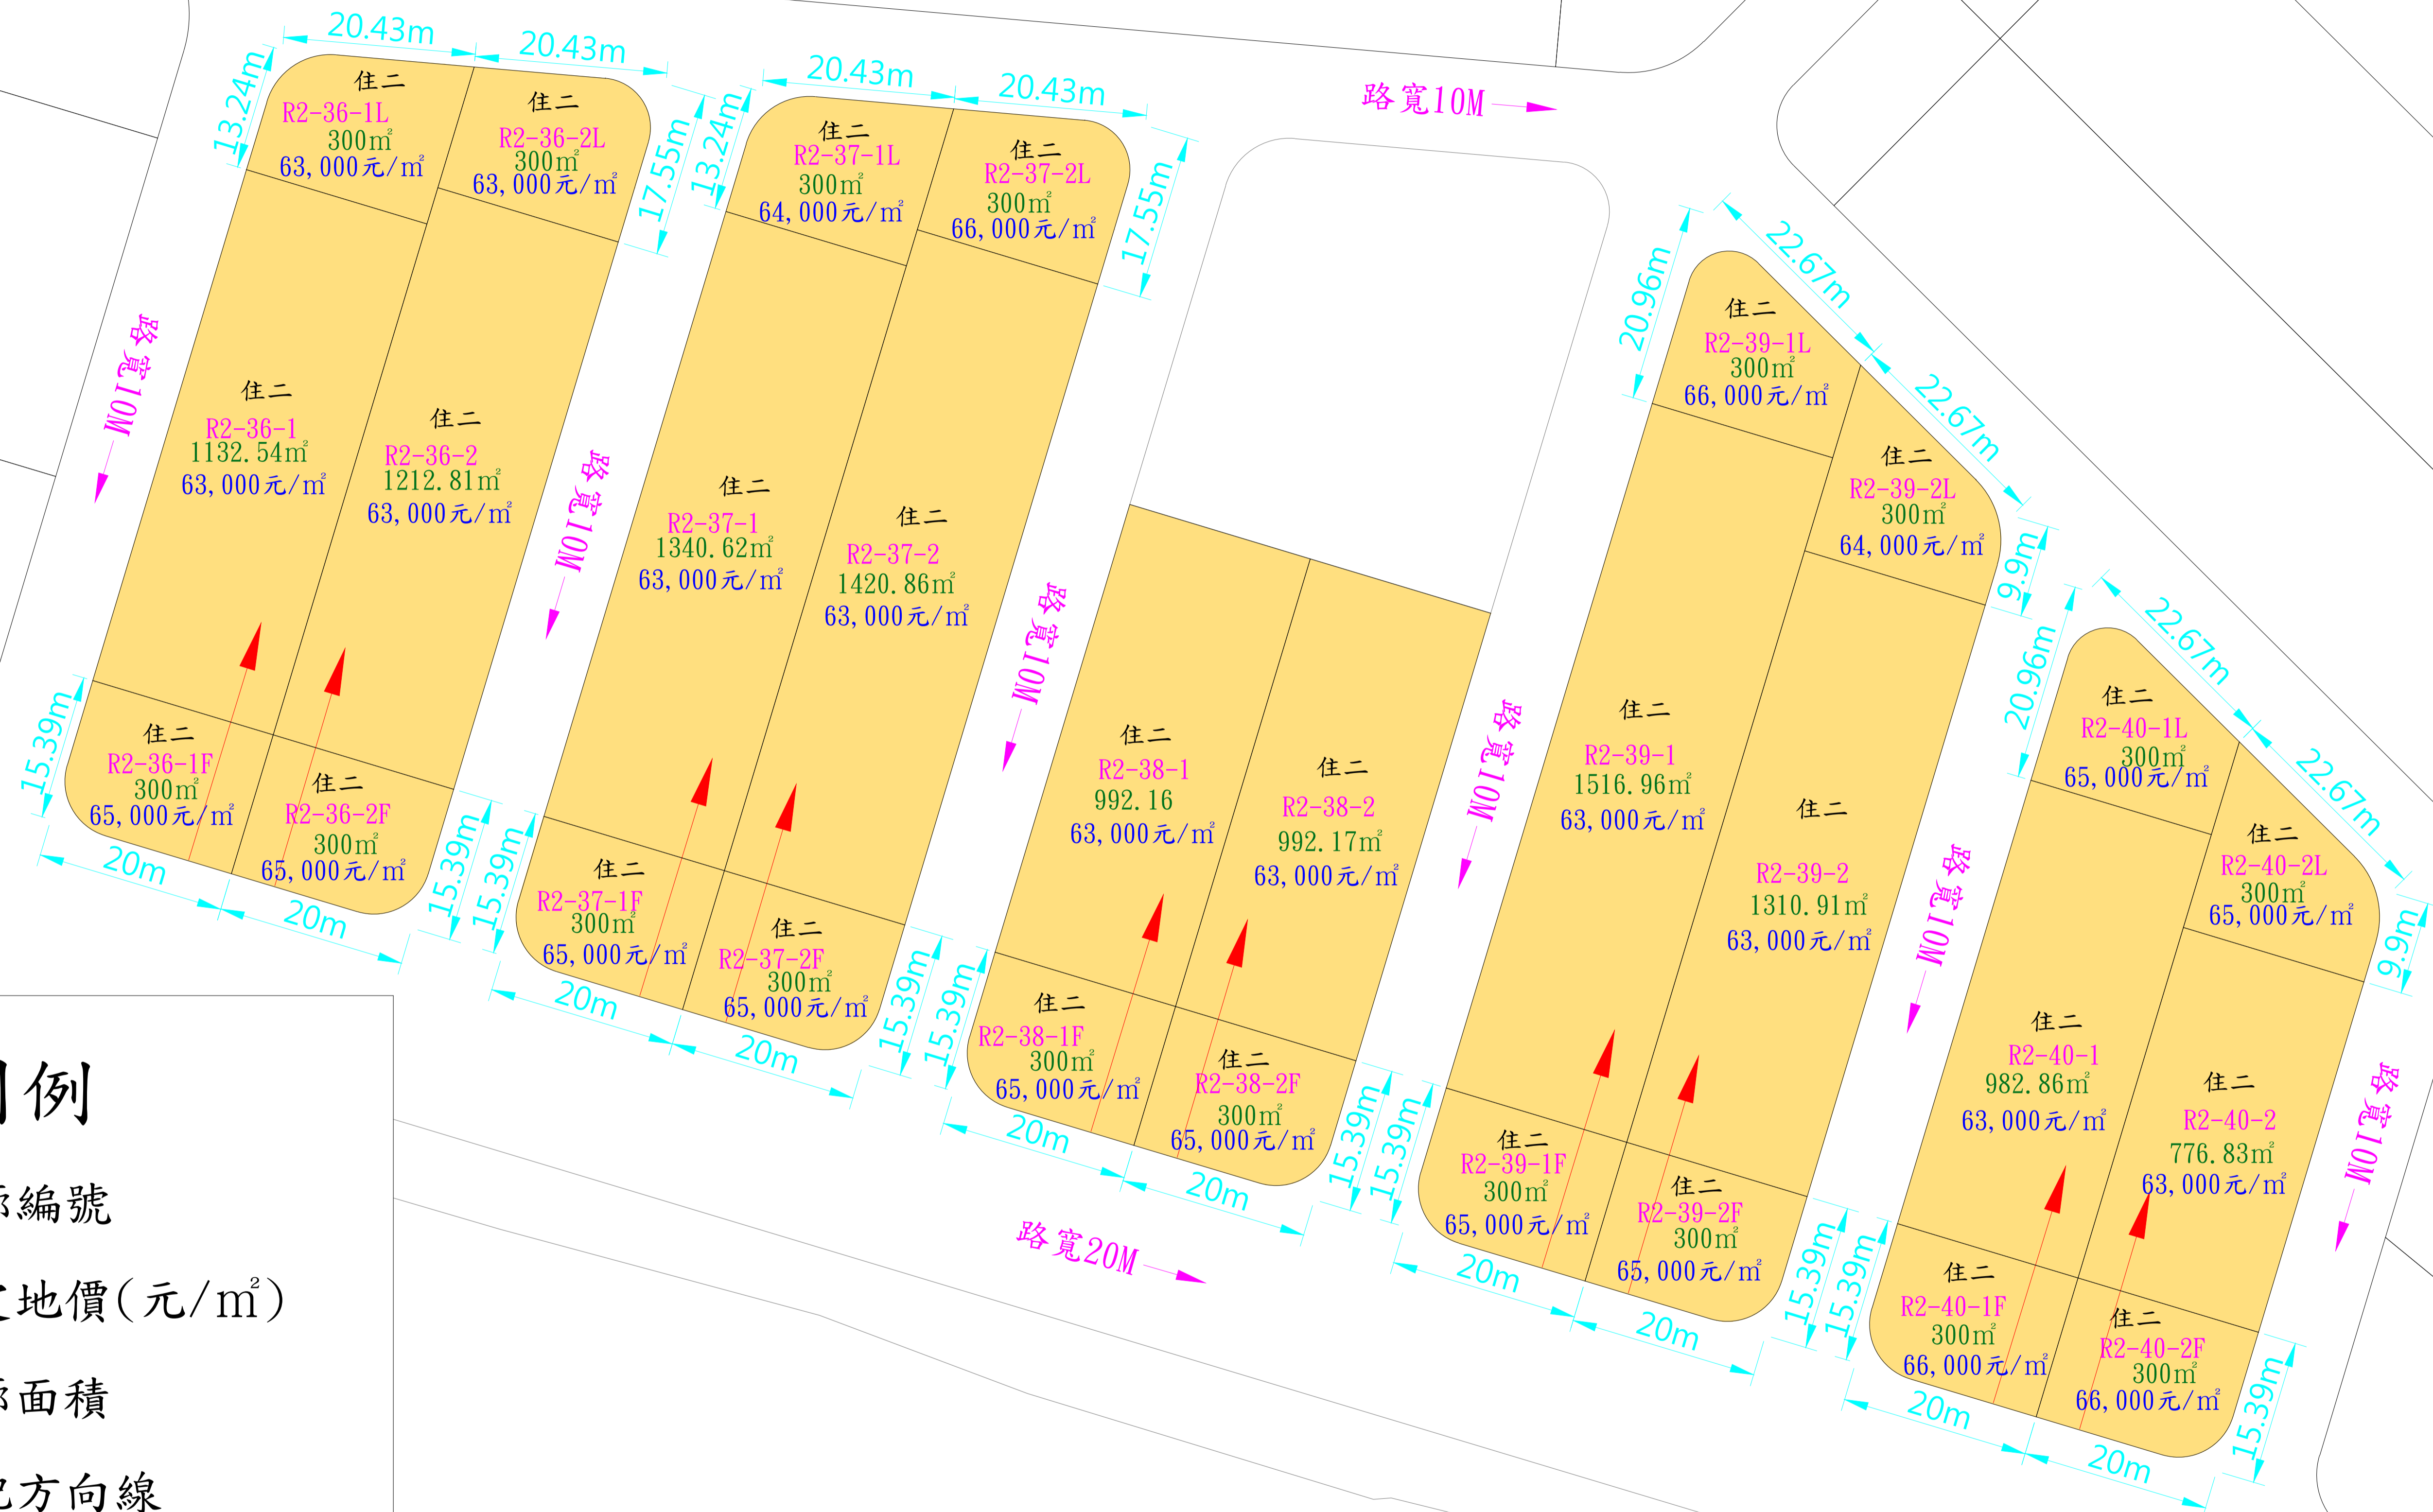 20.43m
20.43m
13.24m
住二
R2-36-1L
300㎡
63,000元/㎡
住二
R2-36-2L
300㎡
63,000元/㎡
17.55m
路寬10M
住二
R2-36-1
1132.54㎡
63,000元/㎡
住二
R2-36-2
1212.81㎡
63,000元/㎡
15.39m
住二
R2-36-1F
300㎡
65,000元/㎡
住二
R2-36-2F
300㎡
65,000元/㎡
15.39m
20m
20m
路寬10M
20.43m
20.43m
13.24m
住二
R2-37-1L
300㎡
64,000元/㎡
住二
R2-37-2L
300㎡
66,000元/㎡
17.55m
住二
R2-37-1
1340.62㎡
63,000元/㎡
住二
R2-37-2
1420.86㎡
63,000元/㎡
15.39m
住二
R2-37-1F
300㎡
65,000元/㎡
住二
R2-37-2F
300㎡
65,000元/㎡
15.39m
20m
20m
路寬10M
路寬10M
住二
R2-38-1
992.16
63,000元/㎡
住二
R2-38-2
992.17㎡
63,000元/㎡
15.39m
住二
R2-38-1F
300㎡
65,000元/㎡
住二
R2-38-2F
300㎡
65,000元/㎡
15.39m
20m
20m
路寬10M
22.67m
22.67m
20.96m
住二
R2-39-1L
300㎡
66,000元/㎡
住二
R2-39-2L
300㎡
64,000元/㎡
9.9m
住二
R2-39-1
1516.96㎡
63,000元/㎡
住二
R2-39-2
1310.91㎡
63,000元/㎡
15.39m
住二
R2-39-1F
300㎡
65,000元/㎡
住二
R2-39-2F
300㎡
65,000元/㎡
15.39m
20m
20m
路寬10M
22.67m
22.67m
20.96m
住二
R2-40-1L
300㎡
65,000元/㎡
住二
R2-40-2L
300㎡
65,000元/㎡
9.9m
住二
R2-40-1
982.86㎡
63,000元/㎡
住二
R2-40-2
776.83㎡
63,000元/㎡
15.39m
住二
R2-40-1F
300㎡
66,000元/㎡
住二
R2-40-2F
300㎡
66,000元/㎡
15.39m
20m
20m
路寬10M
路寬20M
例
編號
地價(元/㎡)
面積
方向線